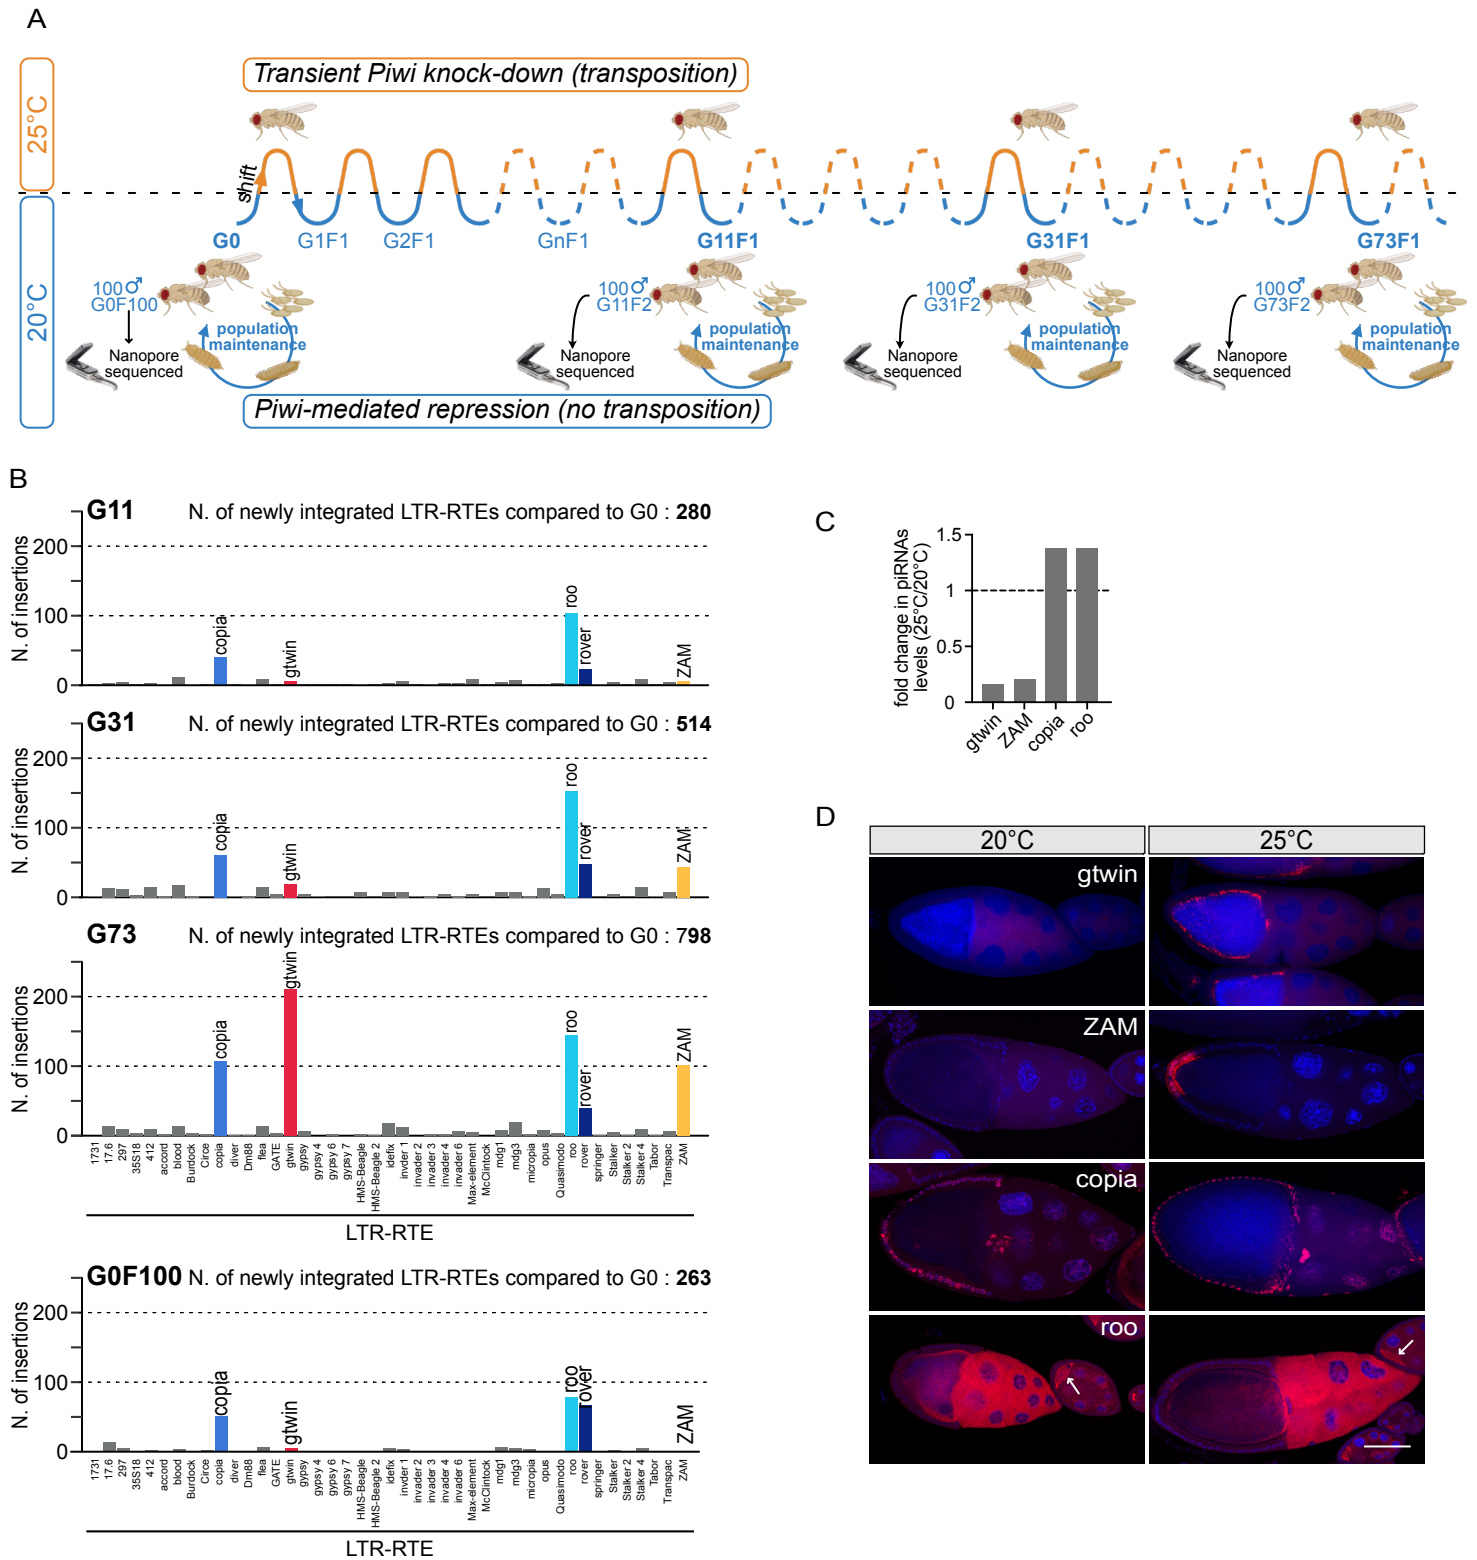 A
Transient Piwi knock-down (transposition)
25°C
shift
20°C
G0
G1F1
G2F1
GnF1
G11F1
G31F1
G73F1
100♂
G0F100
population
maintenance
Nanopore
sequenced
100♂
G11F2
population
maintenance
Nanopore
sequenced
100♂
G31F2
population
maintenance
Nanopore
sequenced
100♂
G73F2
population
maintenance
Nanopore
sequenced
Piwi-mediated repression (no transposition)
B
G11
N. of newly integrated LTR-RTEs compared to G0 : 280
N. of insertions
200
100
0
copia
gtwin
roo
rover
ZAM
G31
N. of newly integrated LTR-RTEs compared to G0 : 514
N. of insertions
200
100
0
copia
gtwin
roo
rover
ZAM
G73
N. of newly integrated LTR-RTEs compared to G0 : 798
N. of insertions
200
100
0
copia
gtwin
roo
rover
ZAM
1731
17.6
297
35S18
412
accord
blood
Burdock
Circe
copia
diver
Dm88
flea
GATE
gtwin
gypsy
gypsy 4
gypsy 6
gypsy 7
HMS-Beagle
HMS-Beagle 2
idefix
invder 1
invader 2
invader 3
invader 4
invader 6
Max-element
McClintock
mdg1
mdg3
micropia
opus
Quasimodo
roo
rover
springer
Stalker
Stalker 2
Stalker 4
Tabor
Transpac
ZAM
LTR-RTE
G0F100
N. of newly integrated LTR-RTEs compared to G0 : 263
N. of insertions
200
100
0
copia
gtwin
roo
rover
ZAM
1731
17.6
297
35S18
412
accord
blood
Burdock
Circe
copia
diver
Dm88
flea
GATE
gtwin
gypsy
gypsy 4
gypsy 6
gypsy 7
HMS-Beagle
HMS-Beagle 2
idefix
invder 1
invader 2
invader 3
invader 4
invader 6
Max-element
McClintock
mdg1
mdg3
micropia
opus
Quasimodo
roo
rover
springer
Stalker
Stalker 2
Stalker 4
Tabor
Transpac
ZAM
LTR-RTE
C
fold change in piRNAs
levels (25°C/20°C)
1.5
1
0.5
0
gtwin
ZAM
copia
roo
D
20°C
25°C
gtwin
ZAM
copia
roo